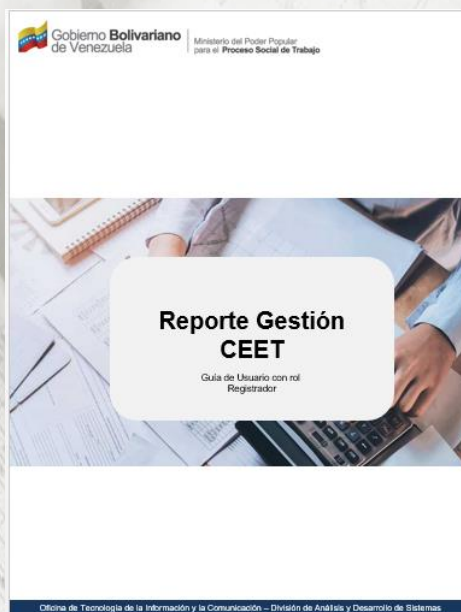 Gobierno Bolivariano
de Venezuela
Ministerio del Poder Popular
para el Proceso Social de Trabajo
Reporte Gestión
CEET
Guía de Usuario con rol
Registrador
Oficina de Tecnología de la Información y la Comunicación – División de Análisis y Desarrollo de Sistemas